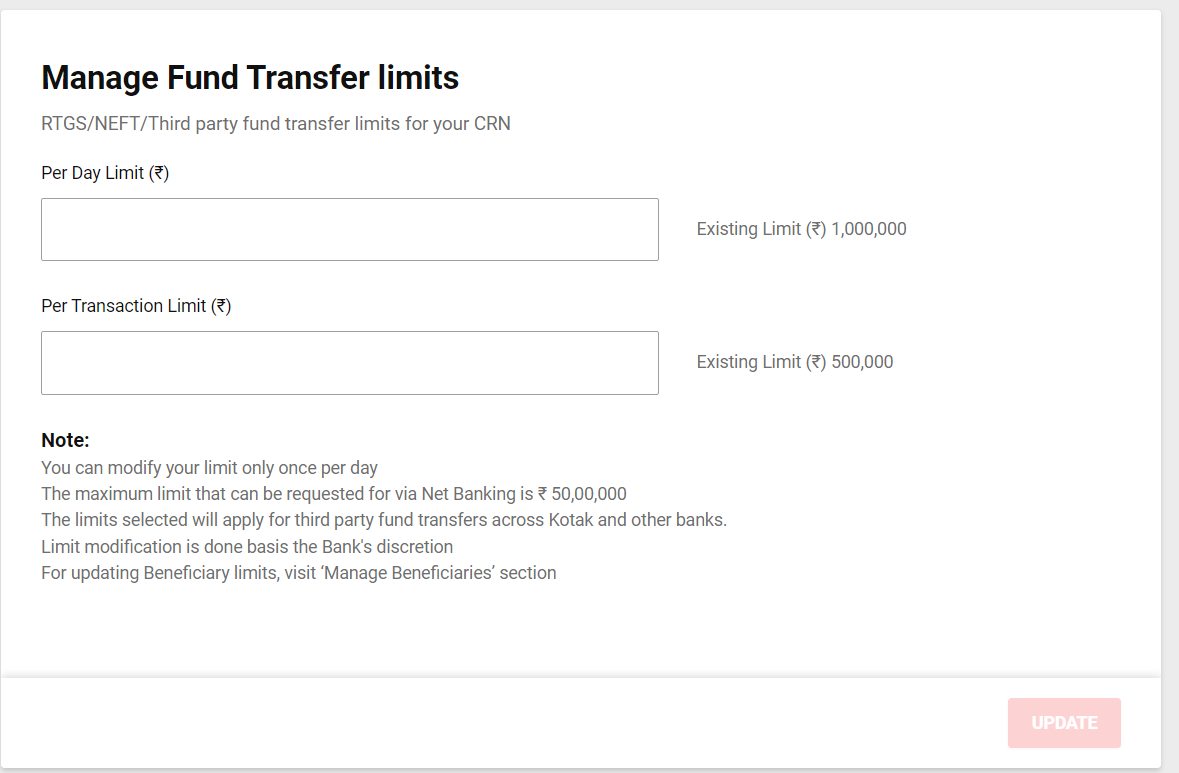 Manage Fund Transfer limits
RTGS/NEFT/Third party fund transfer limits for your CRN
Per Day Limit (₹)
Existing Limit (₹) 1,000,000
Per Transaction Limit (₹)
Existing Limit (₹) 500,000
Note:
You can modify your limit only once per day
The maximum limit that can be requested for via Net Banking is ₹ 50,00,000
The limits selected will apply for third party fund transfers across Kotak and other banks.
Limit modification is done basis the Bank's discretion
For updating Beneficiary limits, visit ‘Manage Beneficiaries’ section
UPDATE